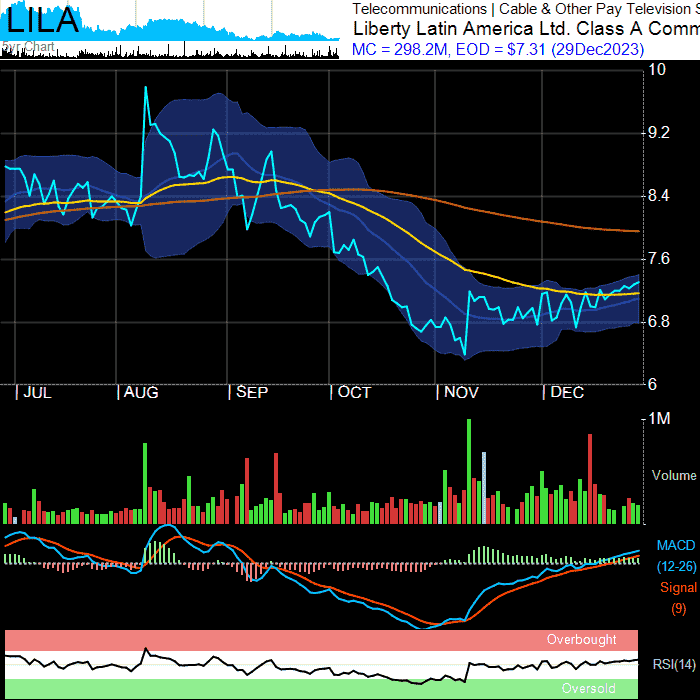 LILA
5yr Chart
Telecommunications | Cable & Other Pay Television S
Liberty Latin America Ltd. Class A Comm
MC = 298.2M, EOD = $7.31 (29Dec2023)
10
9.2
8.4
7.6
6.8
6
| JUL
| AUG
| SEP
| OCT
| NOV
| DEC
1M
Volume
MACD
(12-26)
Signal
(9)
Overbought
RSI(14)
Oversold